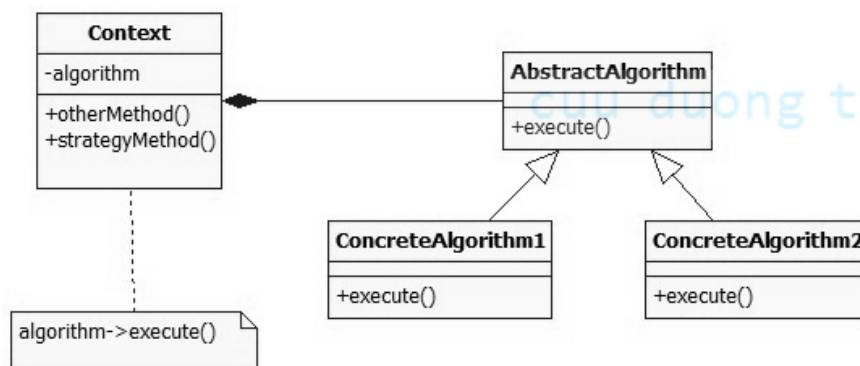 Context
-algorithm
+otherMethod()
+strategyMethod()
AbstractAlgorithm
cuu duong t
+execute()
ConcreteAlgorithm1
+execute()
ConcreteAlgorithm2
+execute()
algorithm->execute()